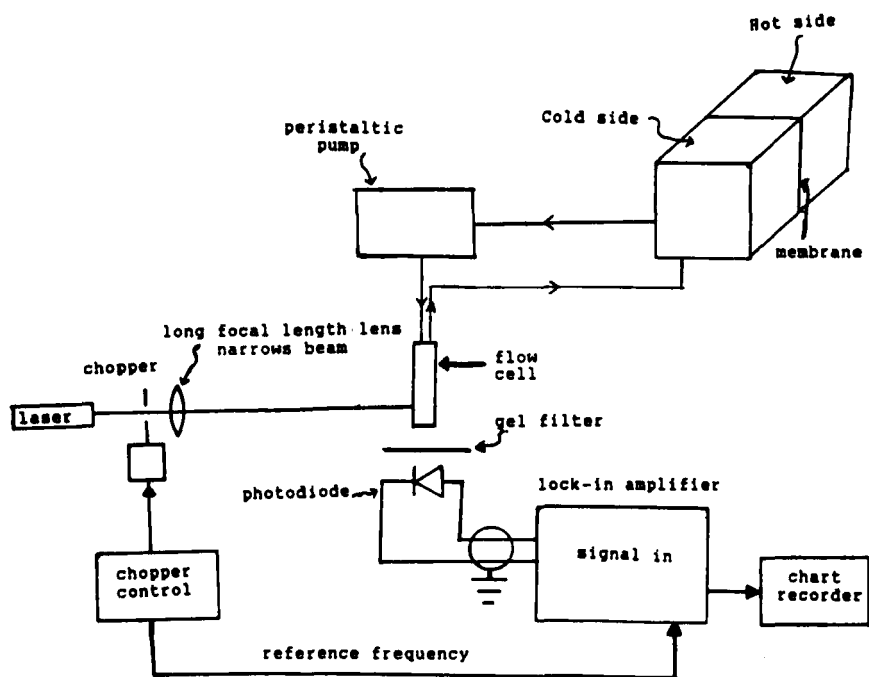 Hot side
Cold side
peristaltic
pump
membrane
long focal length lens
narrows beam
chopper
flow
cell
laser
gel filter
photodiode
lock-in amplifier
signal in
chopper
control
chart
recorder
reference frequency